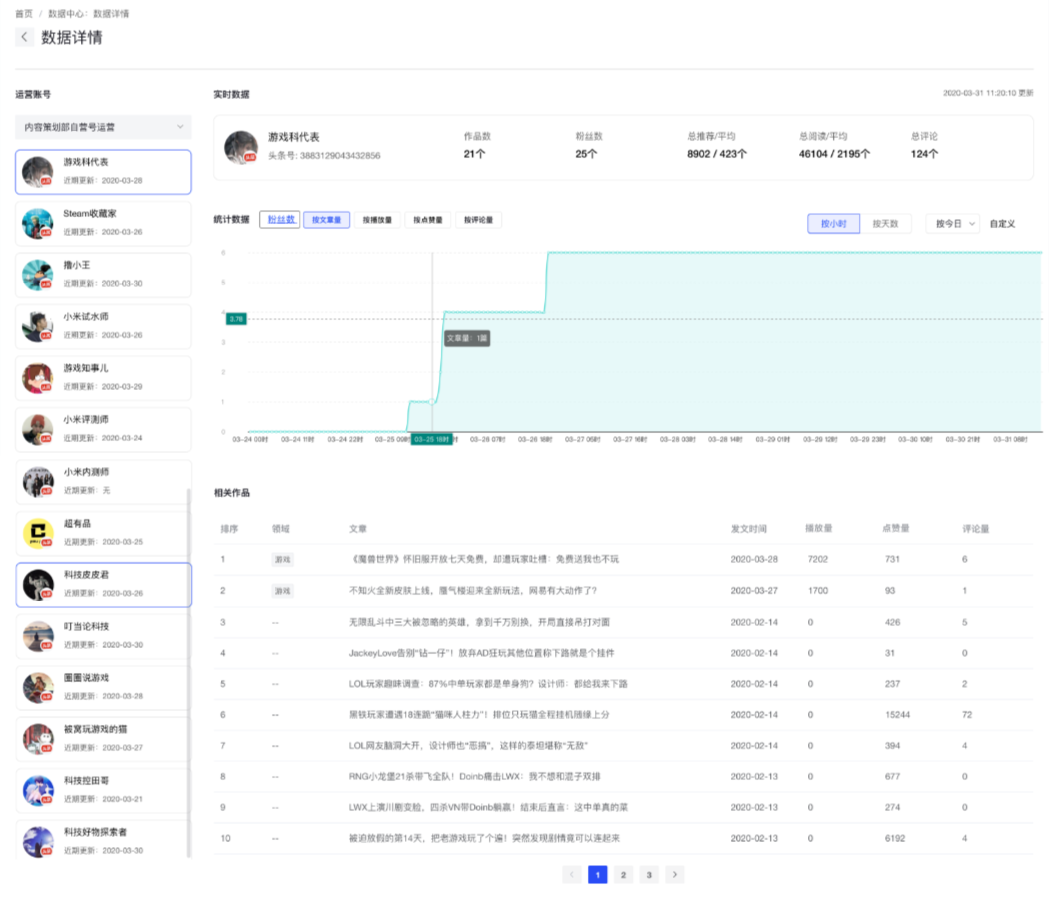 首页 / 数据中心：数据详情
数据详情
运营账号
内容策划部自营号运营
游戏科代表
近期更新：2020-03-28
Steam收藏家
近期更新：2020-03-26
撸小王
近期更新：2020-03-30
小米试水师
近期更新：2020-03-26
游戏知事儿
近期更新：2020-03-29
小米评测师
近期更新：2020-03-24
小米内测师
近期更新：无
超有品
近期更新：2020-03-25
科技皮皮君
近期更新：2020-03-26
叮当论科技
近期更新：2020-03-30
圈圈说游戏
近期更新：2020-03-28
被窝玩游戏的猫
近期更新：2020-03-27
科技控田哥
近期更新：2020-03-21
科技好物探索者
近期更新：2020-03-30
实时数据
2020-03-31 11:20:10 更新
游戏科代表
头条号: 3883129043432856
作品数 粉丝数 总推荐/平均 总阅读/平均 总评论
21个 25个 8902 / 423个 46104 / 2195个 124个
统计数据 粉丝数 按文章量 按播放量 按点赞量 按评论量 按小时 按天数 按今日 自定义
6
5
4
3.78
3
2
1
0
文章量：1篇
03-24 00时 03-24 11时 03-24 22时 03-25 09时 03-25 18时 03-26 07时 03-26 18时 03-27 05时 03-27 16时 03-28 03时 03-28 14时 03-29 01时 03-29 12时 03-29 23时 03-30 10时 03-30 21时 03-31 08时
相关作品
排序 领域 文章 发文时间 播放量 点赞量 评论量
1 游戏 《魔兽世界》怀旧服开放七天免费，却遭玩家吐槽：免费送我也不玩 2020-03-28 7202 731 6
2 游戏 不知火全新皮肤上线，蜃气楼迎来全新玩法，网易有大动作了? 2020-03-27 1700 93 1
3 -- 无限乱斗中三大被忽略的英雄，拿到千万别换，开局直接吊打对面 2020-02-14 0 426 5
4 -- JackeyLove告别"钻一仔"！放弃AD狂玩其他位置称下路就是个挂件 2020-02-14 0 31 0
5 -- LOL玩家趣味调查：87%中单玩家都是单身狗? 设计师：都给我来下路 2020-02-14 0 237 2
6 -- 黑铁玩家遭遇18连跪"猫咪人柱力"！排位只玩猫全程挂机随缘上分 2020-02-14 0 15244 72
7 -- LOL网友脑洞大开，设计师也"恶搞"，这样的泰坦堪称"无敌" 2020-02-14 0 394 4
8 -- RNG小龙堡21杀带飞全队！Doinb痛击LWX：我不想和混子双排 2020-02-13 0 677 0
9 -- LWX上演川剧变脸，四杀VN带Doinb躺赢！结束后直言：这中单真的菜 2020-02-13 0 274 0
10 -- 被迫放假的第14天，把老游戏玩了个遍！突然发现剧情竟可以连起来 2020-02-13 0 6192 4
1 2 3